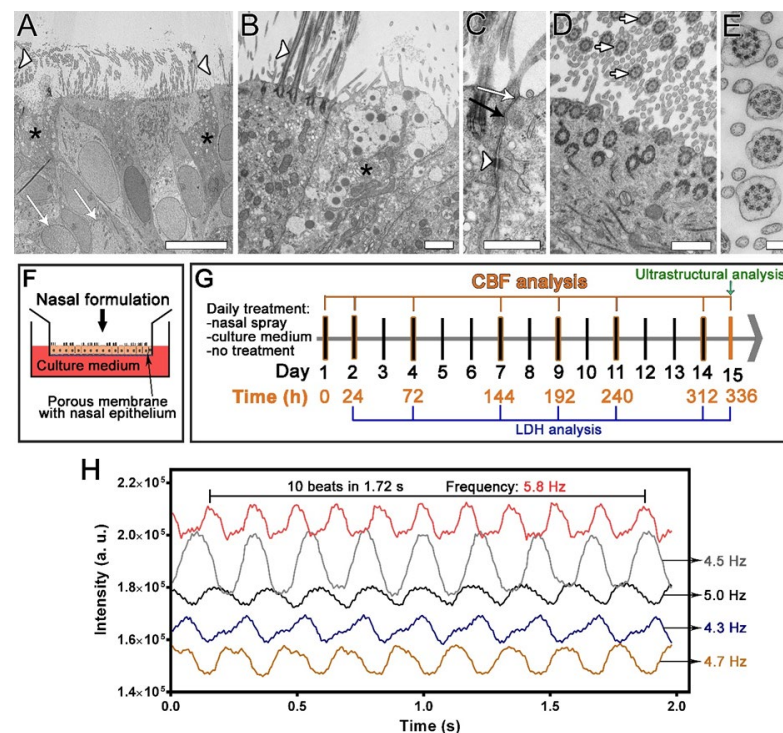 A
B
C
D
E
*
*
*
F
Nasal formulation
Culture medium
Porous membrane
with nasal epithelium
G
CBF analysis
Ultrastructural analysis
Daily treatment:
-nasal spray
-culture medium
-no treatment
Day 1 2 3 4 5 6 7 8 9 10 11 12 13 14 15
Time (h) 0 24 72 144 192 240 312 336
LDH analysis
H
10 beats in 1.72 s Frequency: 5.8 Hz
2.2×10⁵
2.0×10⁵
1.8×10⁵
1.6×10⁵
1.4×10⁵
Intensity (a. u.)
4.5 Hz
5.0 Hz
4.3 Hz
4.7 Hz
0.0 0.5 1.0 1.5 2.0
Time (s)